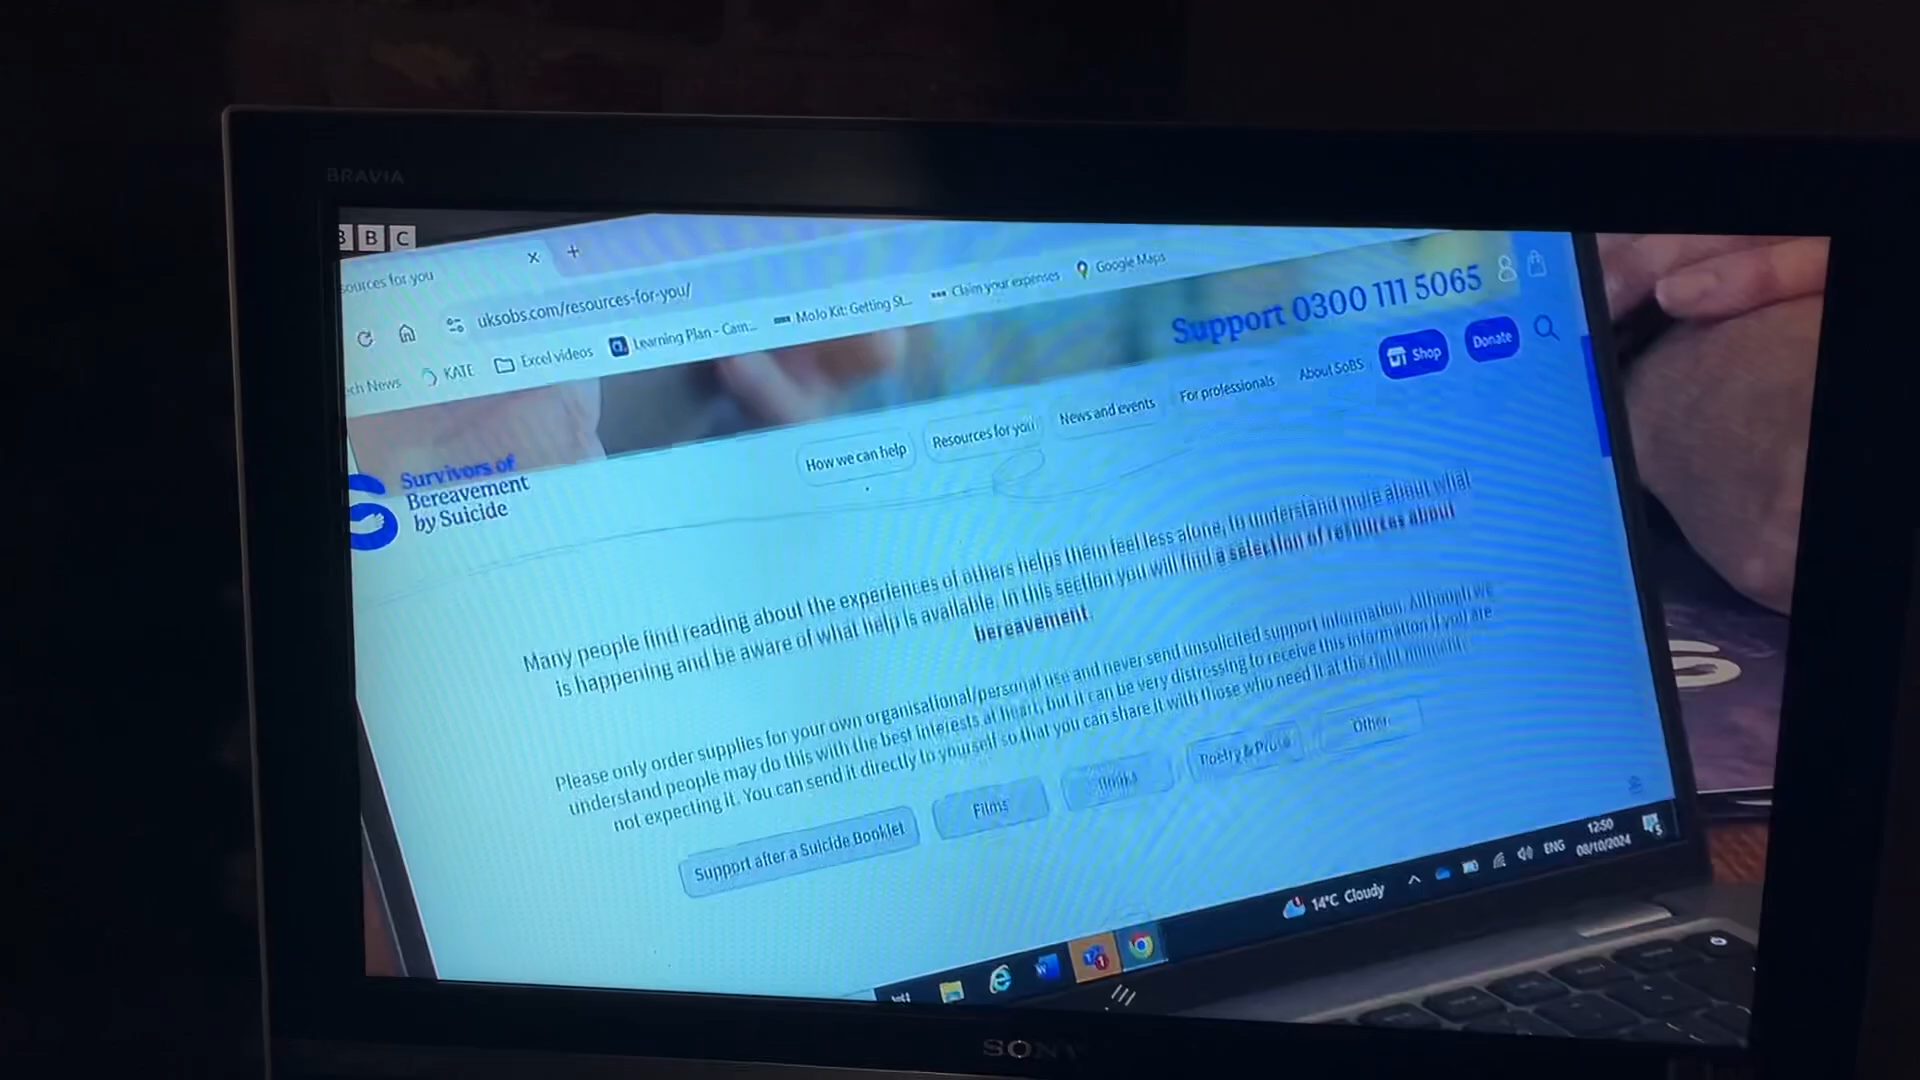 BRAVIA
BBC
sources for you
uksobs.com/resources-for-you/
ch News
KATE
Excel videos
Learning Plan - Cam...
MoJo Kit: Getting St...
Claim your expenses
Google Maps
Support 0300 111 5065
Survivors of
Bereavement
by Suicide
How we can help
Resources for you
News and events
For professionals
About SoBS
Shop
Donate
Many people find reading about the experiences of others helps them feel less alone, to understand more about what
is happening and be aware of what help is available. In this section you will find a selection of resources about
bereavement.
Please only order supplies for your own organisational/personal use and never send unsolicited support information. Although we
understand people may do this with the best interests at heart, but it can be very distressing to receive this information if you are
not expecting it. You can send it directly to yourself so that you can share it with those who need it at the right moment.
Support after a Suicide Booklet
Films
Books
Poetry & Prose
Other
14°C Cloudy
ENG
12:50
08/10/2024
5
SONY